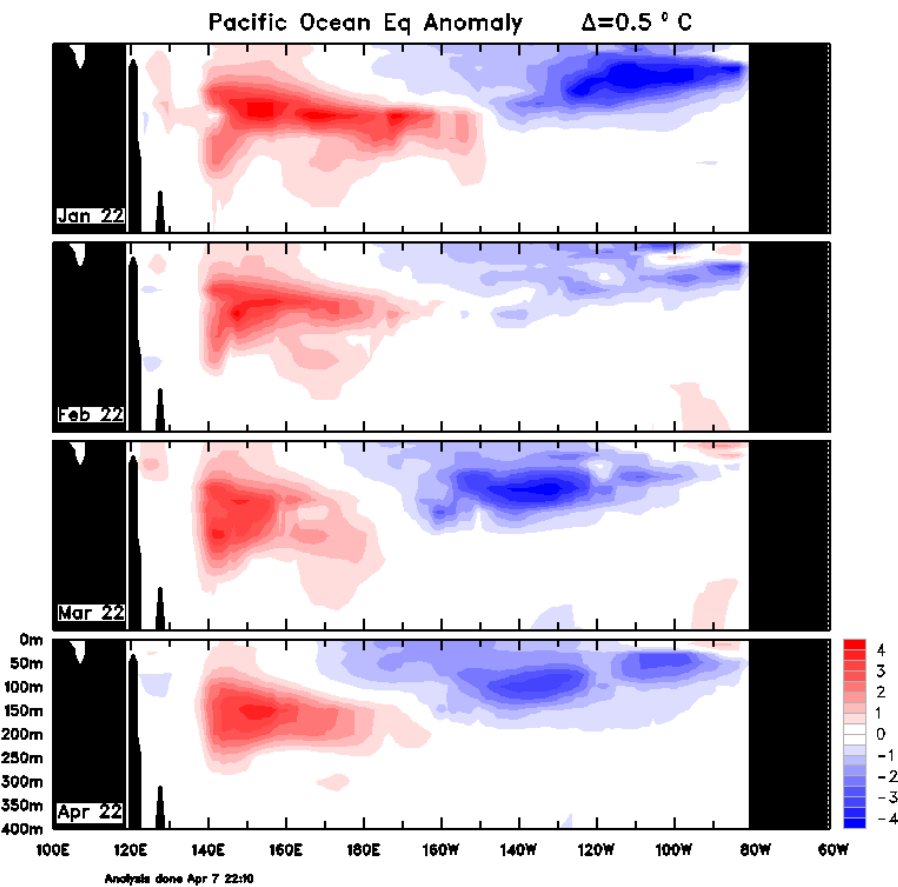 Pacific Ocean Eq Anomaly Δ=0.5 ° C
Jan 22
Feb 22
Mar 22
Apr 22
0m
50m
100m
150m
200m
250m
300m
350m
400m
4
3
2
1
0
-1
-2
-3
-4
100E 120E 140E 160E 180E 160W 140W 120W 100W 80W 60W
Analysis done Apr 7 22:10